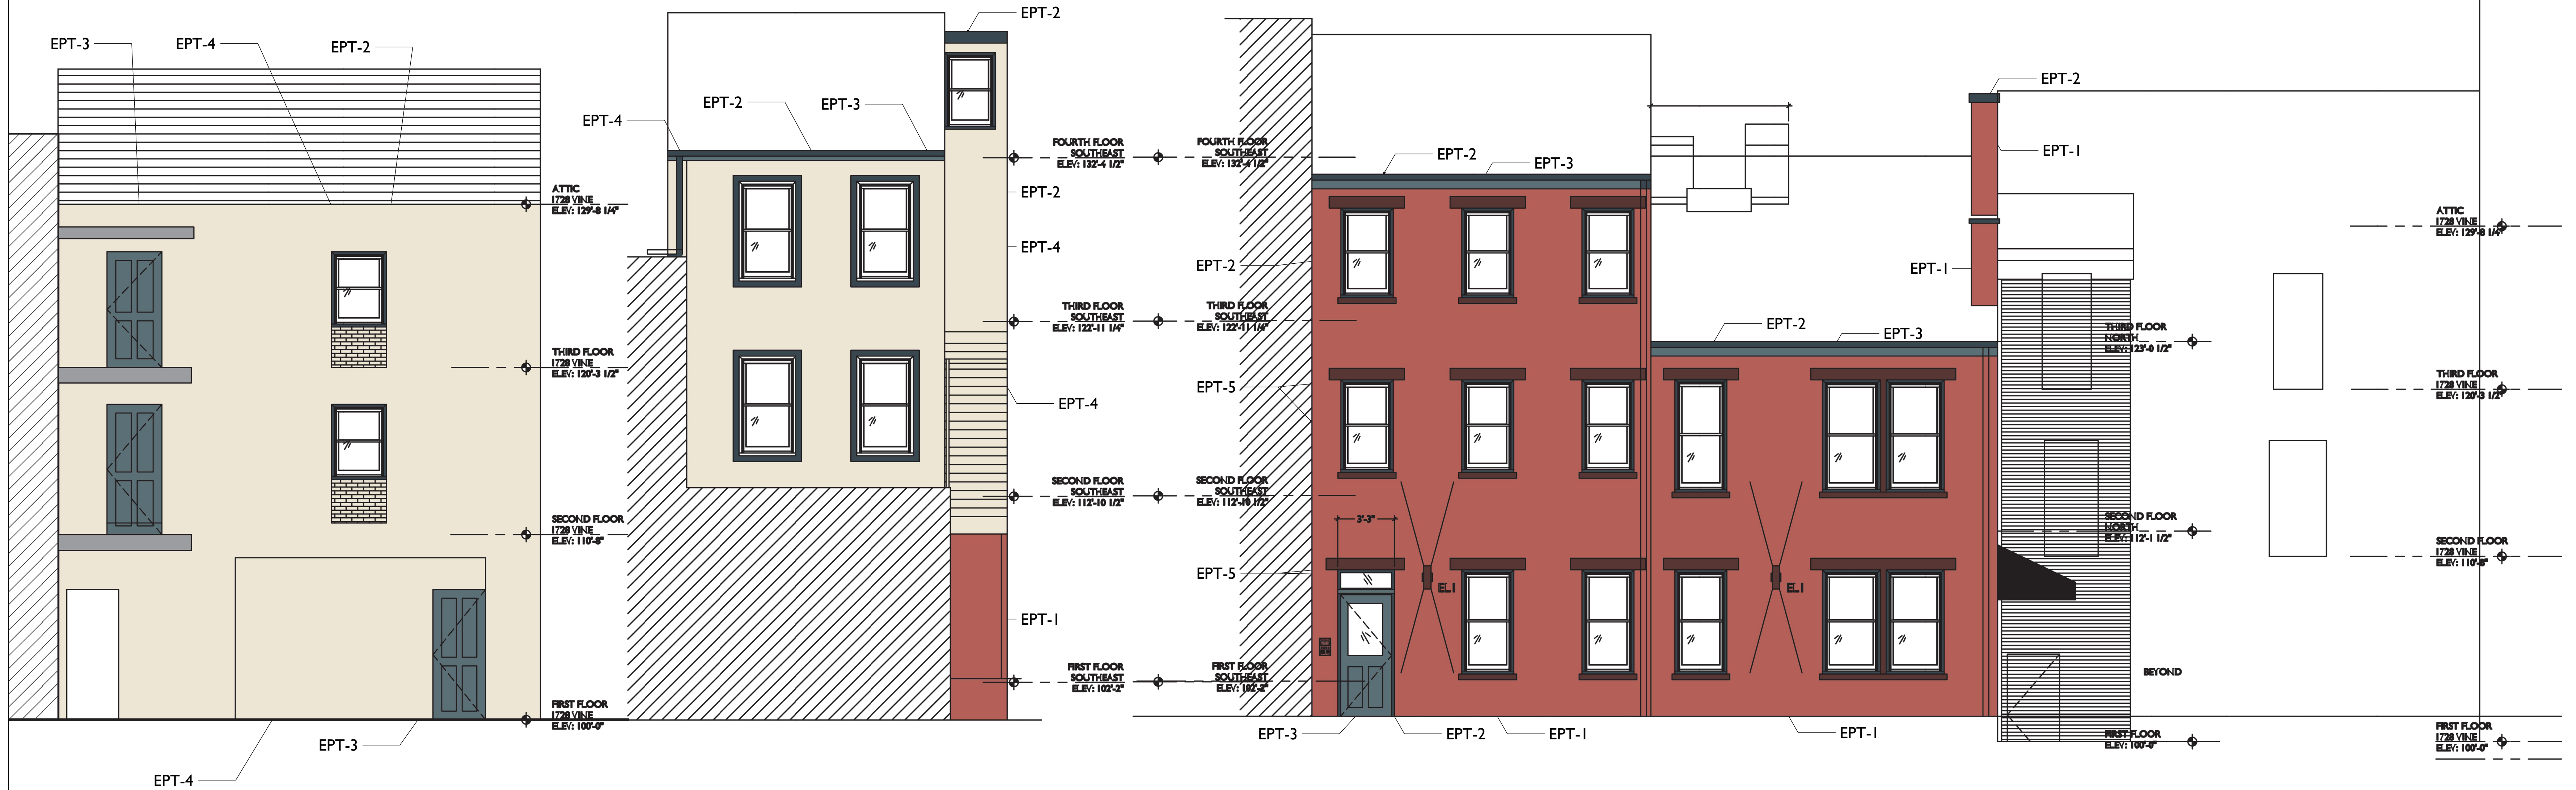 EPT-3
EPT-4
EPT-2
ATTIC
1728 VINE
ELEV: 129'-8 1/4"
THIRD FLOOR
1728 VINE
ELEV: 120'-3 1/2"
SECOND FLOOR
1728 VINE
ELEV: 110'-8"
FIRST FLOOR
1728 VINE
ELEV: 100'-0"
EPT-3
EPT-4
EPT-2
EPT-4
EPT-2
EPT-3
FOURTH FLOOR
SOUTHEAST
ELEV: 132'-4 1/2"
EPT-2
EPT-4
THIRD FLOOR
SOUTHEAST
ELEV: 122'-11 1/4"
EPT-4
SECOND FLOOR
SOUTHEAST
ELEV: 112'-10 1/2"
EPT-1
FIRST FLOOR
SOUTHEAST
ELEV: 102'-2"
FOURTH FLOOR
SOUTHEAST
ELEV: 132'-4 1/2"
EPT-2
EPT-3
EPT-2
THIRD FLOOR
SOUTHEAST
ELEV: 122'-11 1/4"
EPT-5
SECOND FLOOR
SOUTHEAST
ELEV: 112'-10 1/2"
3'-3"
EPT-5
EL1
EL1
FIRST FLOOR
SOUTHEAST
ELEV: 102'-2"
EPT-3
EPT-2
EPT-1
EPT-1
EPT-2
EPT-3
EPT-2
EPT-1
EPT-1
THIRD FLOOR
NORTH
ELEV: 123'-0 1/2"
SECOND FLOOR
NORTH
ELEV: 112'-1 1/2"
BEYOND
FIRST FLOOR
ELEV: 100'-0"
ATTIC
1728 VINE
ELEV: 129'-8 1/4"
THIRD FLOOR
1728 VINE
ELEV: 120'-3 1/2"
SECOND FLOOR
1728 VINE
ELEV: 110'-8"
FIRST FLOOR
1728 VINE
ELEV: 100'-0"